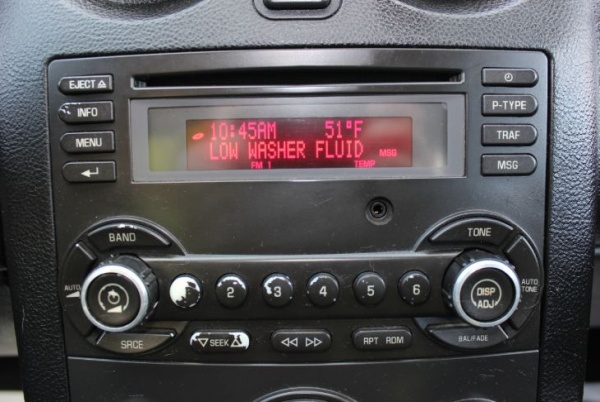 EJECT
INFO
MENU
P-TYPE
TRAF
MSG
10:45AM 51°F
LOW WASHER FLUID MSG
FM 1 TEMP
BAND
TONE
AUTO
AUTO TONE
DISP
ADJ
2 3 4 5 6
SRCE
SEEK
RPT RDM
BAL/FADE